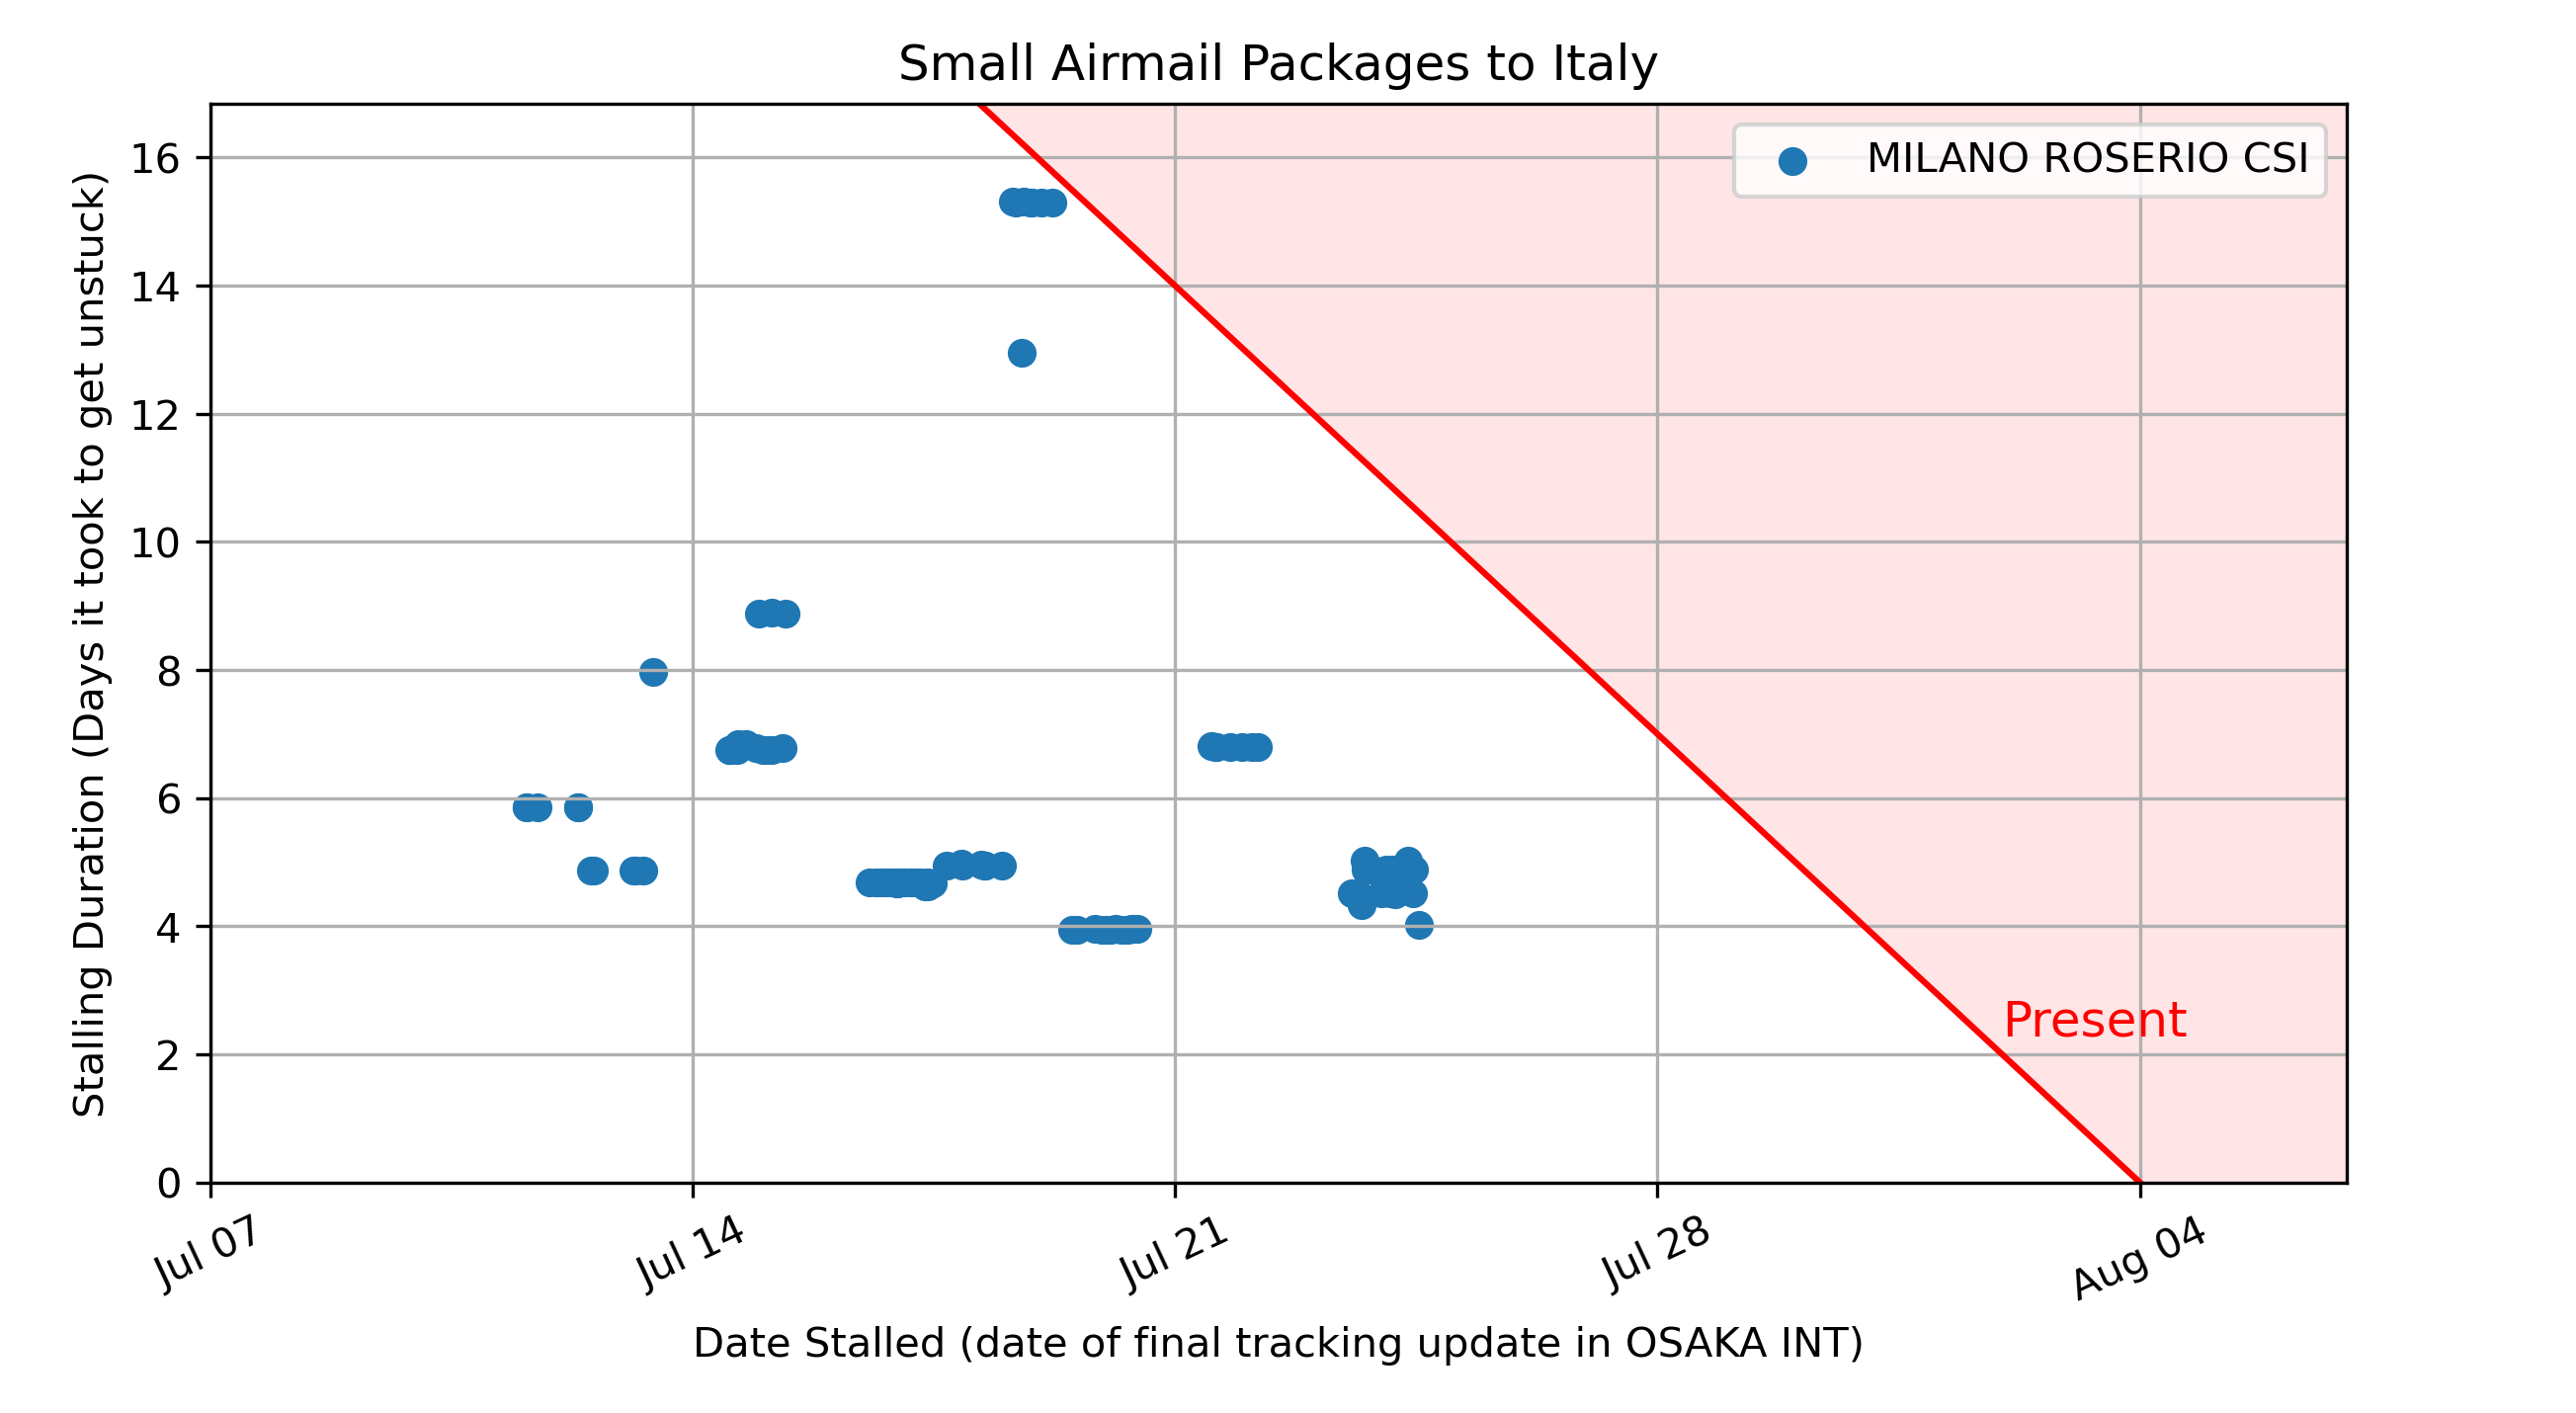 Small Airmail Packages to Italy
MILANO ROSERIO CSI
Stalling Duration (Days it took to get unstuck)
16
14
12
10
8
6
4
2
0
Present
Jul 07
Jul 14
Jul 21
Jul 28
Aug 04
Date Stalled (date of final tracking update in OSAKA INT)